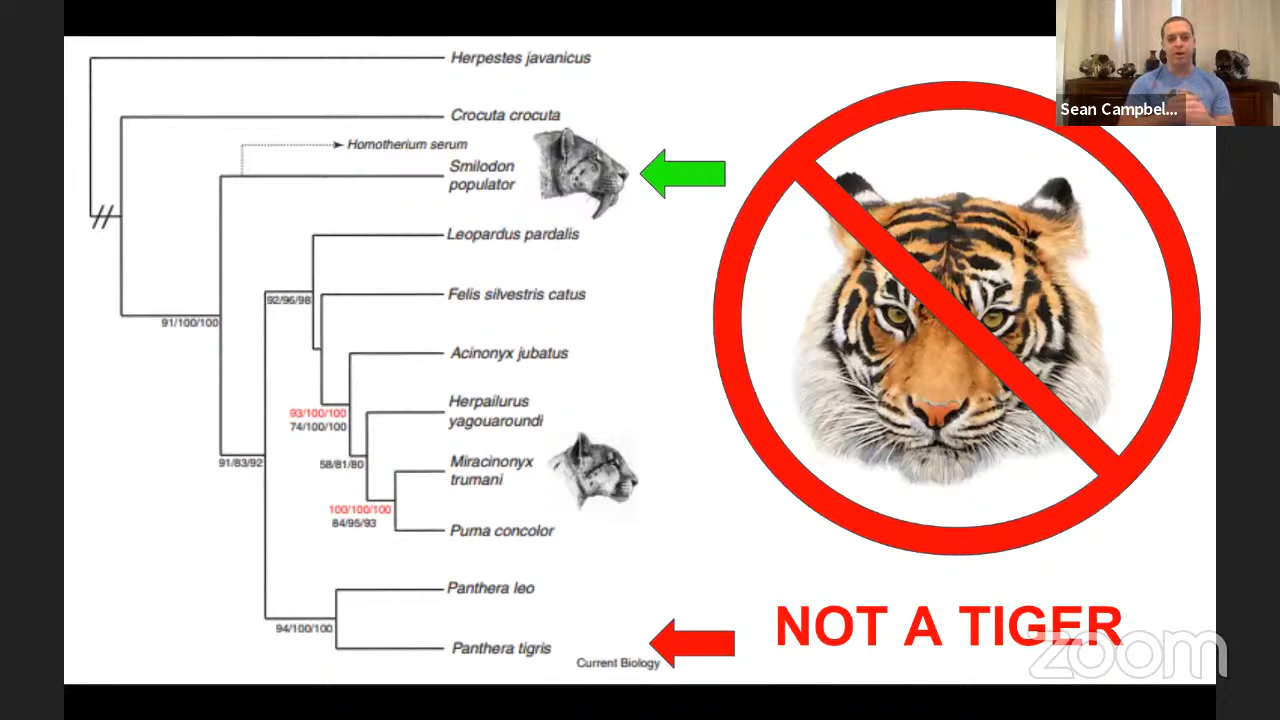 Herpestes javanicus
Sean Campbel...
Crocuta crocuta
Homotherium serum
Smilodon
populator
Leopardus pardalis
92/96/98
Felis silvestris catus
91/100/100
Acinonyx jubatus
Herpailurus
yagouaroundi
93/100/100
74/100/100
58/81/80
91/83/92
Miracinonyx
trumani
100/100/100
84/95/93
Puma concolor
Panthera leo
94/100/100
Panthera tigris
Current Biology
NOT A TIGER
zoom